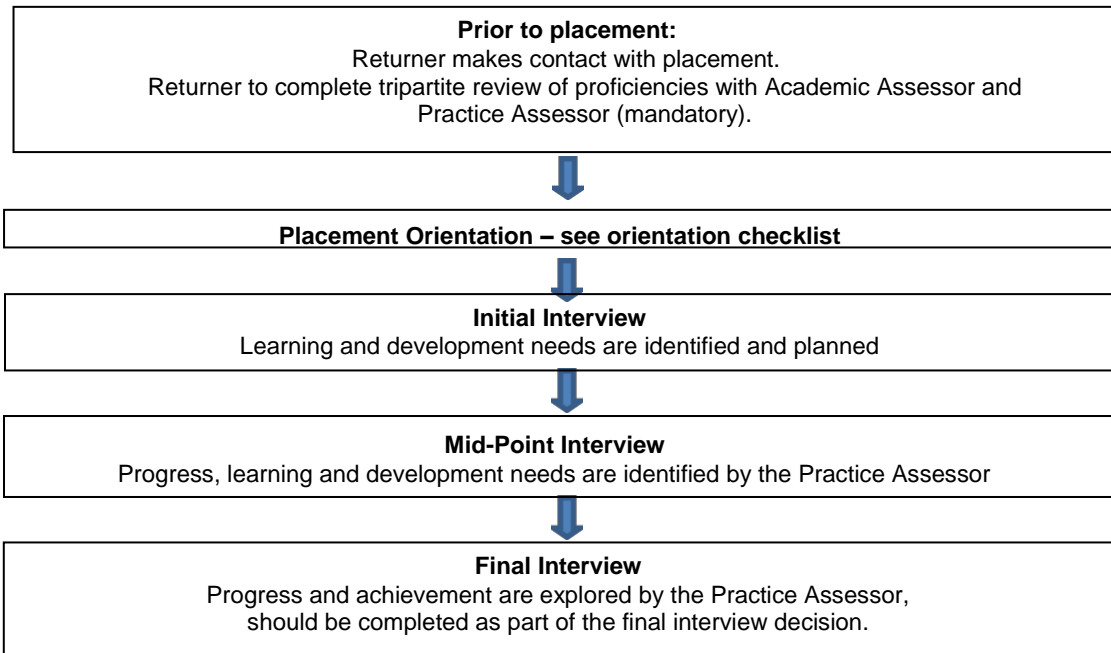 Prior to placement:
Returner makes contact with placement.
Returner to complete tripartite review of proficiencies with Academic Assessor and
Practice Assessor (mandatory).
Placement Orientation – see orientation checklist
Initial Interview
Learning and development needs are identified and planned
Mid-Point Interview
Progress, learning and development needs are identified by the Practice Assessor
Final Interview
Progress and achievement are explored by the Practice Assessor,
should be completed as part of the final interview decision.